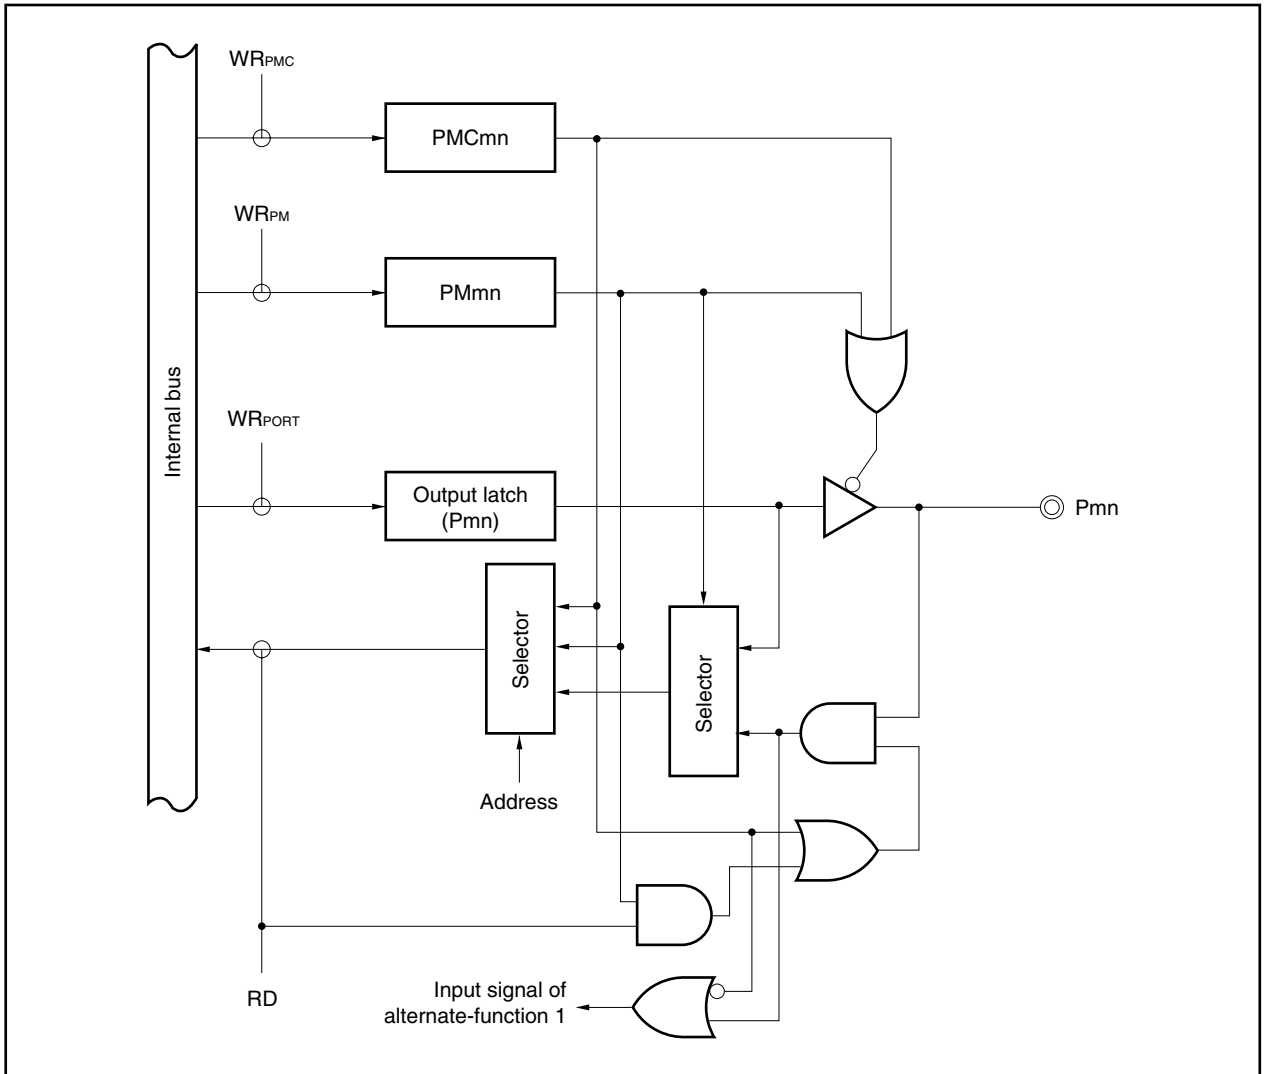 WRPMC
PMCmn
WRPM
PMmn
Internal bus
WRPORT
Output latch
(Pmn)
Pmn
Selector
Selector
Address
RD
Input signal of
alternate-function 1